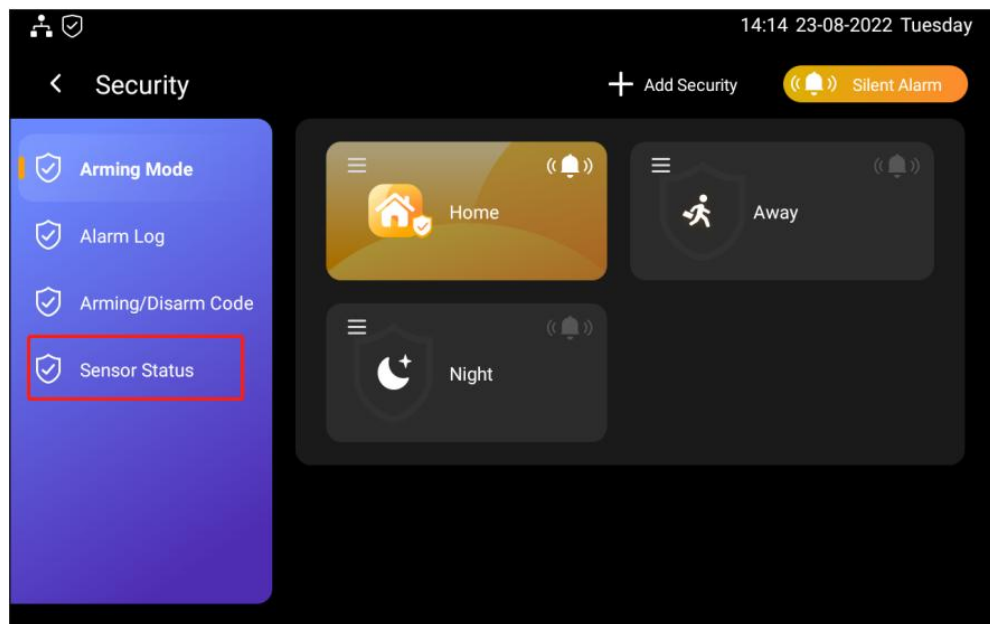 14:14 23-08-2022 Tuesday
Security
Add Security
Silent Alarm
Arming Mode
Alarm Log
Arming/Disarm Code
Sensor Status
Home
Away
Night